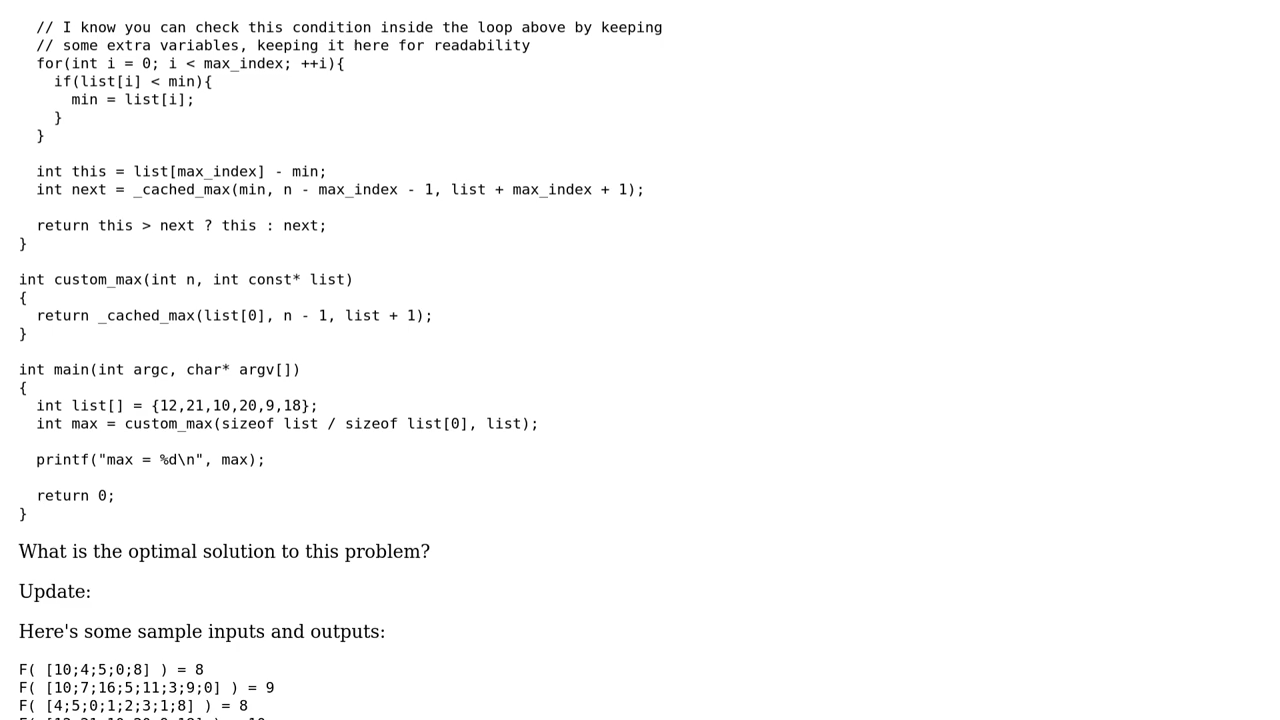 // I know you can check this condition inside the loop above by keeping
// some extra variables, keeping it here for readability
for(int i = 0; i < max_index; ++i){
if(list[i] < min){
min = list[i];
}
}
int this = list[max_index] - min;
int next = _cached_max(min, n - max_index - 1, list + max_index + 1);
return this > next ? this : next;
}
int custom_max(int n, int const* list)
{
return _cached_max(list[0], n - 1, list + 1);
}
int main(int argc, char* argv[])
{
int list[] = {12,21,10,20,9,18};
int max = custom_max(sizeof list / sizeof list[0], list);
printf("max = %d\n", max);
return 0;
}
What is the optimal solution to this problem?
Update:
Here's some sample inputs and outputs:
F( [10;4;5;0;8] ) = 8
F( [10;7;16;5;11;3;9;0] ) = 9
F( [4;5;0;1;2;3;1;8] ) = 8